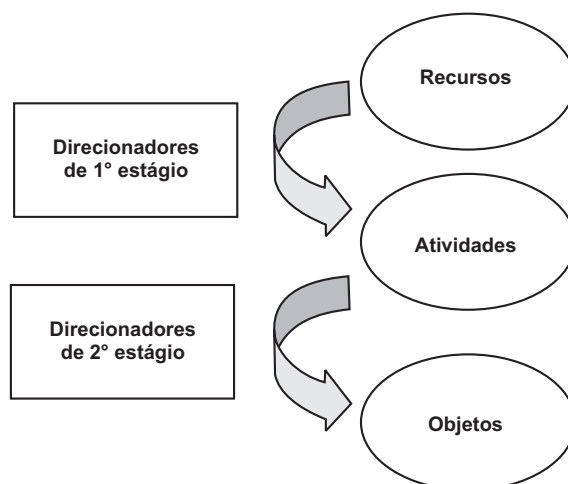 Recursos
Direcionadores
de 1° estágio
Atividades
Direcionadores
de 2° estágio
Objetos